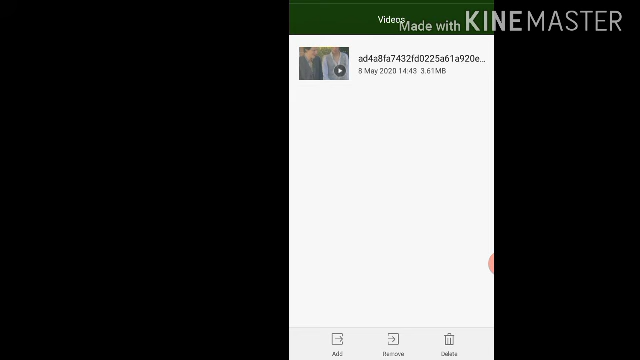 Videos
Made with KINEMASTER
ad4a8fa7432fd0225a61a920e...
8 May 2020 14:43 3.61MB
Add Remove Delete